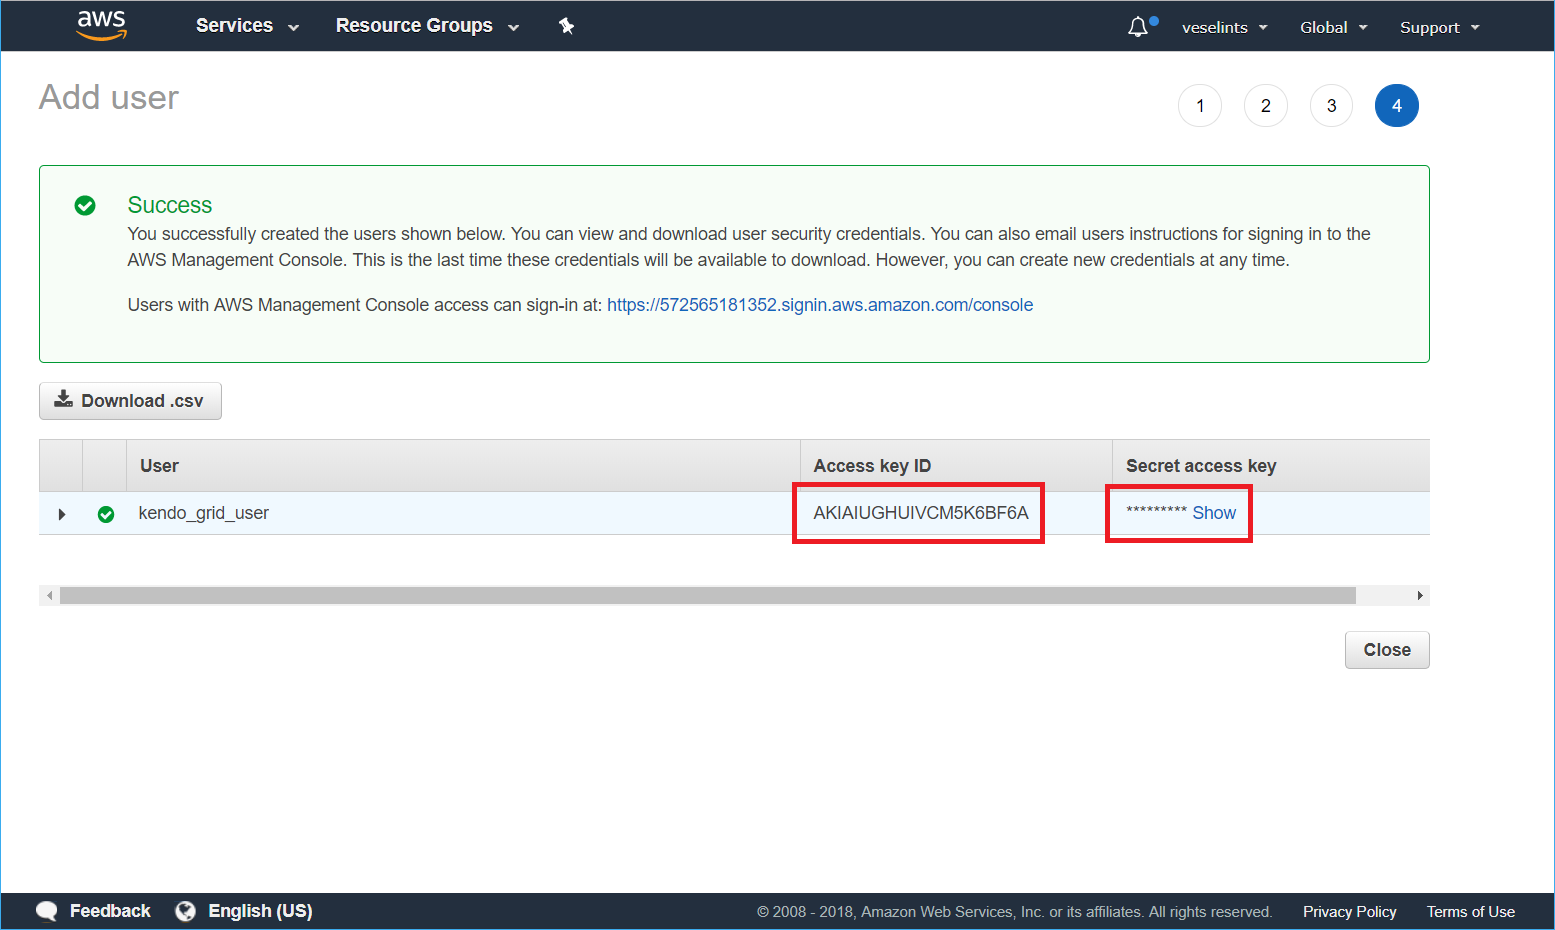 aws Services Resource Groups veselints Global Support
Add user 1 2 3 4
Success
You successfully created the users shown below. You can view and download user security credentials. You can also email users instructions for signing in to the
AWS Management Console. This is the last time these credentials will be available to download. However, you can create new credentials at any time.
Users with AWS Management Console access can sign-in at: https://572565181352.signin.aws.amazon.com/console
Download .csv
User Access key ID Secret access key
kendo_grid_user AKIAIUGHUIVCM5K6BF6A ********* Show
Close
Feedback English (US) © 2008 - 2018, Amazon Web Services, Inc. or its affiliates. All rights reserved. Privacy Policy Terms of Use